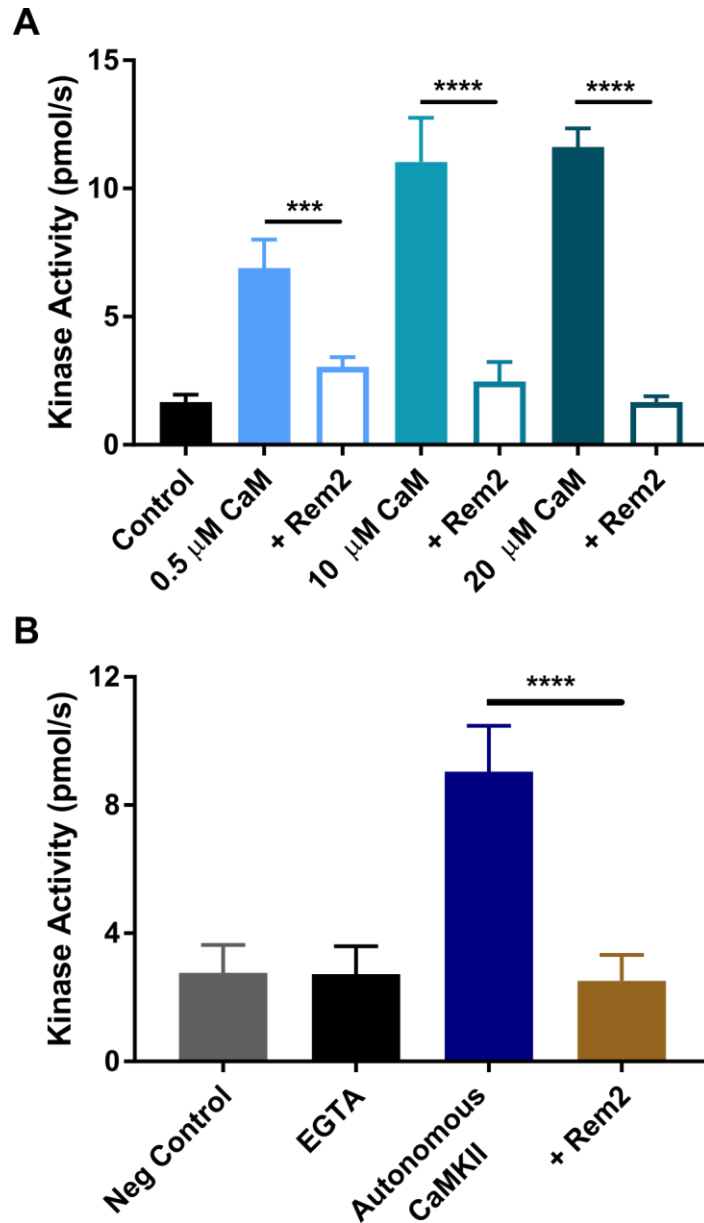 A
Kinase Activity (pmol/s)
15
10
5
0
***
****
****
Control
0.5 μM CaM
+ Rem2
10 μM CaM
+ Rem2
20 μM CaM
+ Rem2
B
Kinase Activity (pmol/s)
12
8
4
0
****
Neg Control
EGTA
Autonomous
CaMKII
+ Rem2